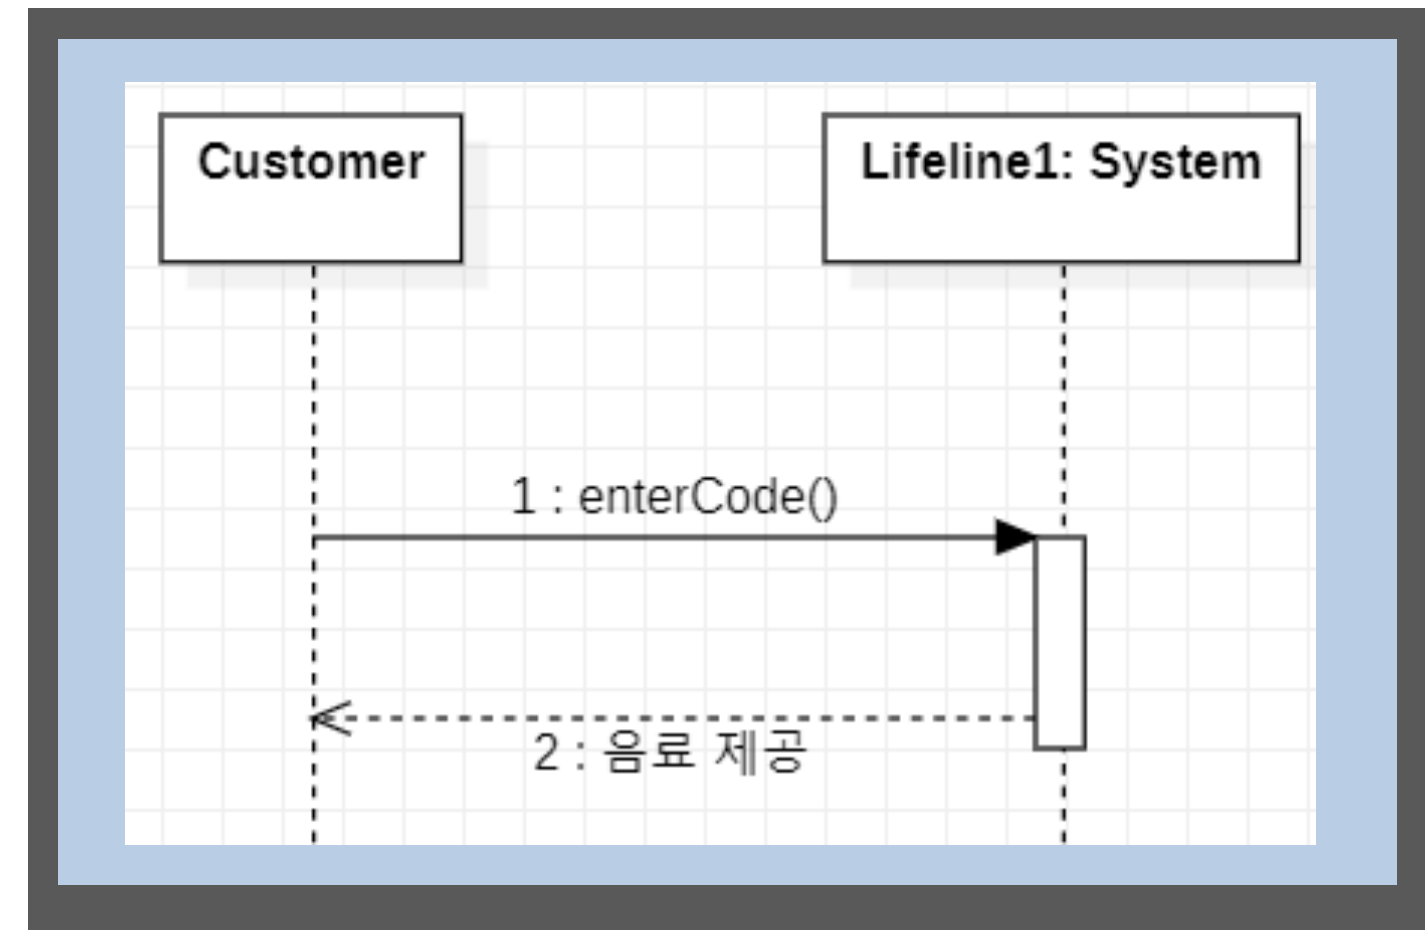 Customer
Lifeline1: System
1 : enterCode()
2 : 음료 제공